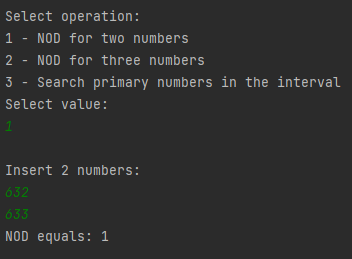 Select operation:
1 - NOD for two numbers
2 - NOD for three numbers
3 - Search primary numbers in the interval
Select value:
1
Insert 2 numbers:
632
633
NOD equals: 1